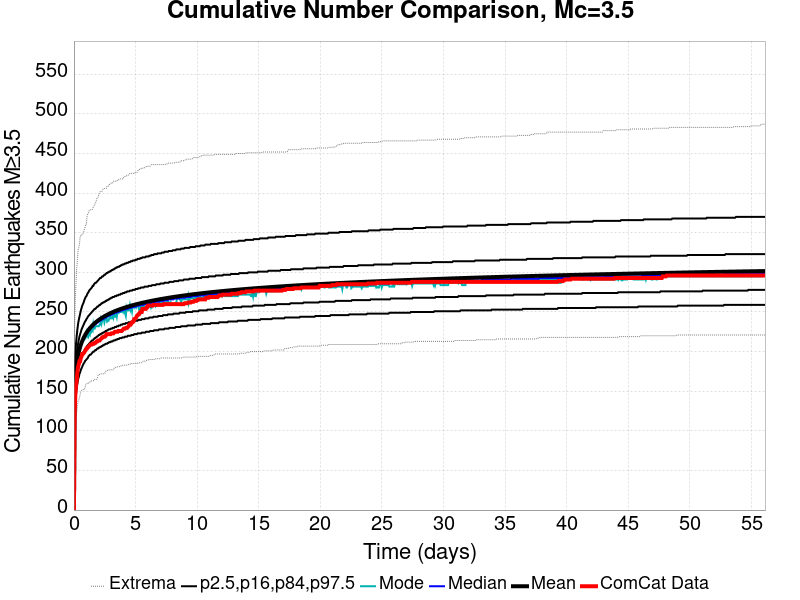 Cumulative Number Comparison, Mc=3.5
Cumulative Num Earthquakes M≥3.5
550
500
450
400
350
300
250
200
150
100
50
0
0 5 10 15 20 25 30 35 40 45 50 55
Time (days)
Extrema p2.5,p16,p84,p97.5 Mode Median Mean ComCat Data